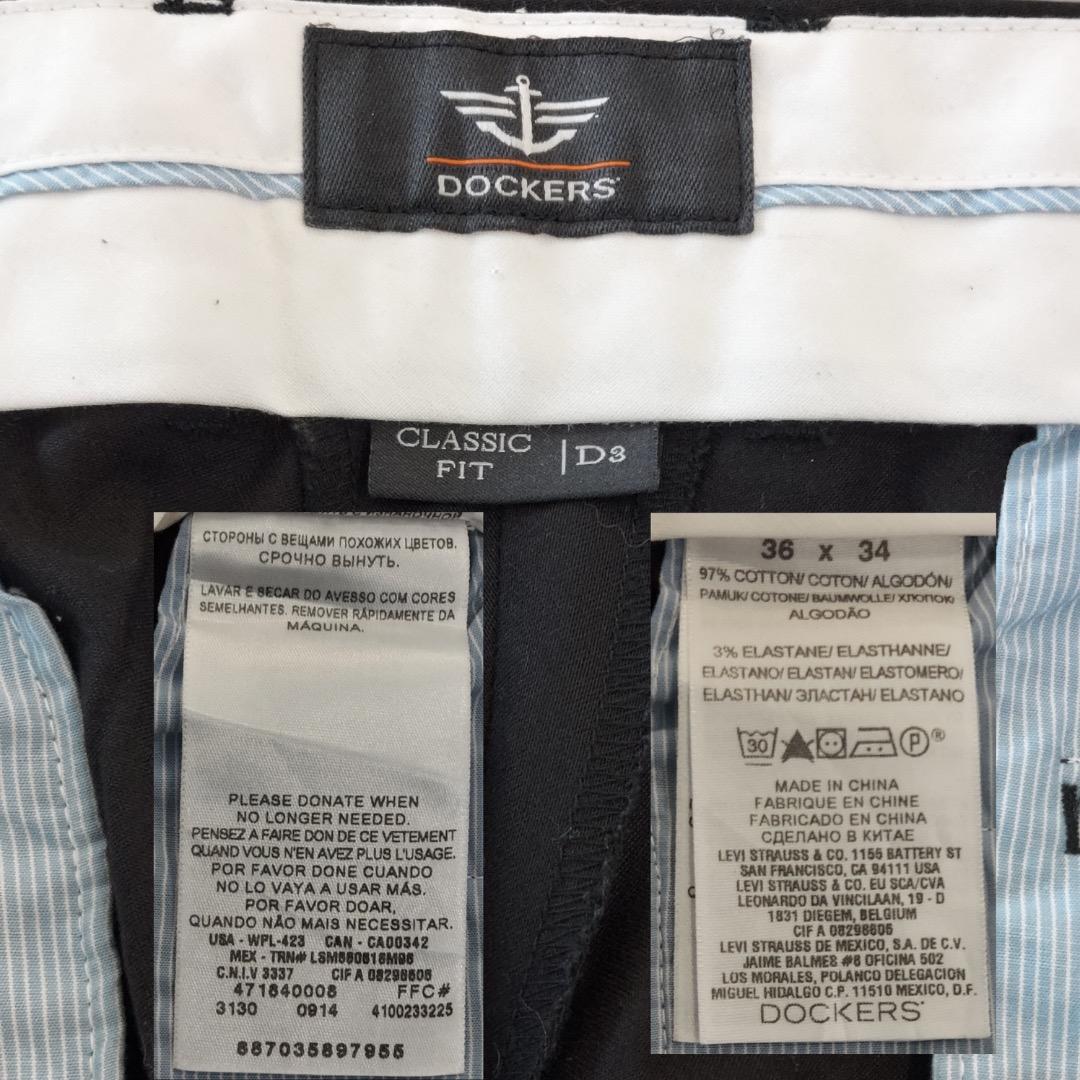 DOCKERS
CLASSIC
FIT
D3
СТОРОНЫ С ВЕЩАМИ ПОХОЖИХ ЦВЕТОВ.
СРОЧНО ВЫНУТЬ.
LAVAR E SECAR DO AVESSO COM CORES
SEMELHANTES. REMOVER RÁPIDAMENTE DA
MÁQUINA.
PLEASE DONATE WHEN
NO LONGER NEEDED.
PENSEZ A FAIRE DON DE CE VETEMENT
QUAND VOUS N'EN AVEZ PLUS L'USAGE.
POR FAVOR DONE CUANDO
NO LO VAYA A USAR MÁS.
POR FAVOR DOAR,
QUANDO NÃO MAIS NECESSITAR.
USA - WPL-423 CAN - CA00342
MEX - TRN# LSM880618M98
C.N.I.V 3337 CIF A 08298606
471840008 FFC#
3130 0914 4100233225
887035897955
36 x 34
97% COTTON/ COTON/ ALGODÓN/
PAMUK/ COTONE/ BAUMWOLLE/ ХЛОПОК/
ALGODÃO
3% ELASTANE/ ELASTHANNE/
ELASTANO/ ELASTAN/ ELASTOMERO/
ELASTHAN/ ЭЛАСТАН/ ELASTANO
30 P ®
MADE IN CHINA
FABRIQUE EN CHINE
FABRICADO EN CHINA
СДЕЛАНО В КИТАЕ
LEVI STRAUSS & CO. 1155 BATTERY ST
SAN FRANCISCO, CA 94111 USA
LEVI STRAUSS & CO. EU SCA/CVA
LEONARDO DA VINCILAAN, 19 - D
1831 DIEGEM, BELGIUM
CIF A 08298606
LEVI STRAUSS DE MEXICO, S.A. DE C.V.
JAIME BALMES #8 OFICINA 502
LOS MORALES, POLANCO DELEGACION
MIGUEL HIDALGO C.P. 11510 MEXICO, D.F.
DOCKERS